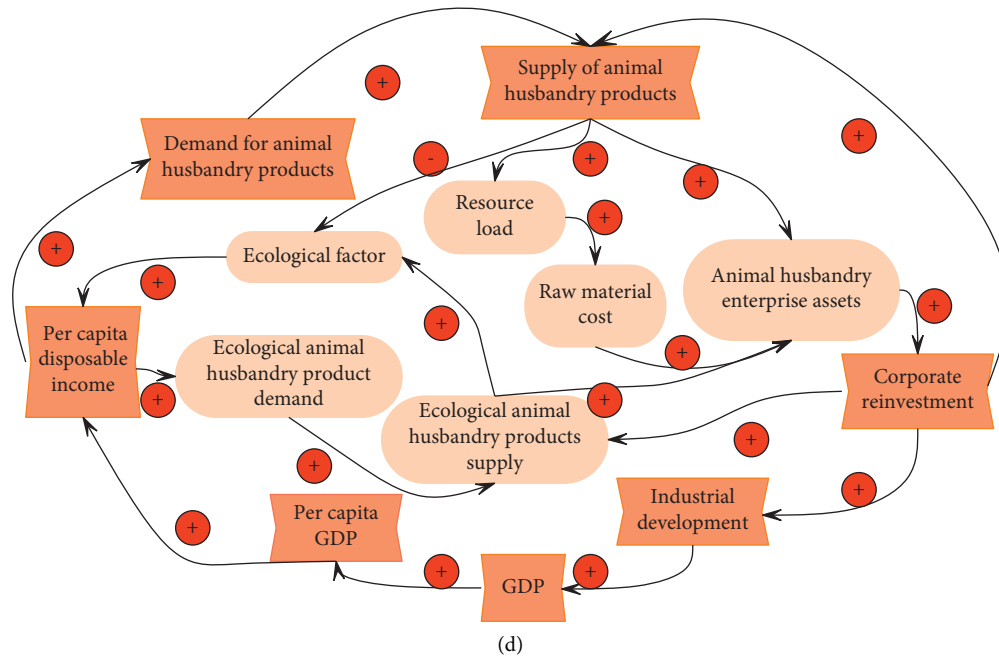 Supply of animal
husbandry products
+
+
Demand for animal
husbandry products
-
+
+
Resource
load
+
+
Ecological factor
+
Animal husbandry
enterprise assets
+
Raw material
cost
+
+
Per capita
disposable
income
+
Ecological animal
husbandry product
demand
+
+
Corporate
reinvestment
Ecological animal
husbandry products
supply
+
+
+
Industrial
development
+
Per capita
GDP
+
+
GDP
+
(d)